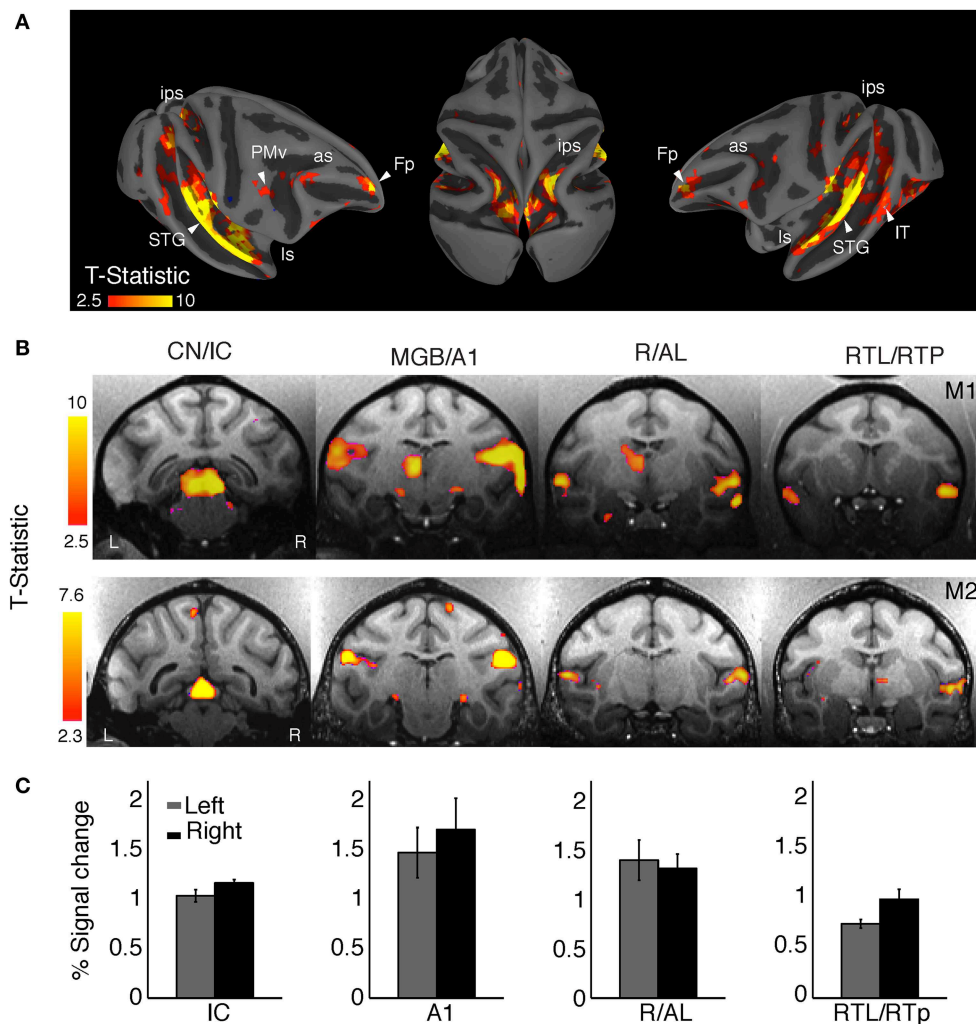 A
ips
ips
PMv
as
ips
as
Fp
Fp
STG
ls
ls
STG
IT
T-Statistic
2.5 10
B
CN/IC
MGB/A1
R/AL
RTL/RTP
M1
10
2.5
L
R
T-Statistic
M2
7.6
2.3
L
R
C
% Signal change
2
1.5
1
0.5
0
Left
Right
IC
2
1.5
1
0.5
0
A1
2
1.5
1
0.5
0
R/AL
2
1.5
1
0.5
0
RTL/RTp